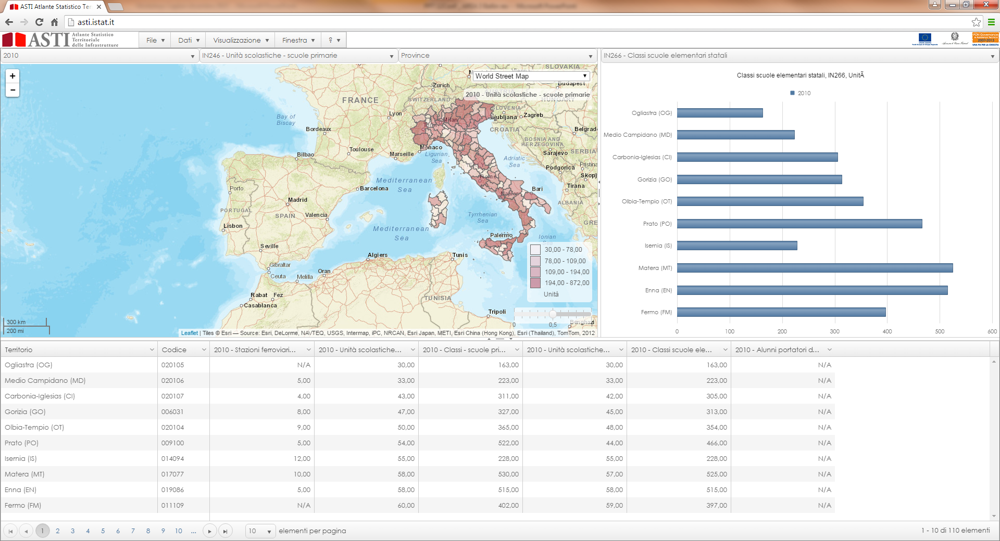 ASTI Atlante Statistico Ter
asti.istat.it
ASTI Atlante Statistico
Territoriale
delle Infrastrutture
File Dati Visualizzazione Finestra ?
PON Governance
e Assistenza Tecnica
2007-2013
2010 IN246 - Unità scolastiche - scuole primarie Province IN266 - Classi scuole elementari statali
+
-
World Street Map
2010 - Unità scolastiche - scuole primarie
SLOVAKIA
Budapest
Zurich
FRANCE
SWITZERLAND
AUSTRIA
HUNGARY
SLOVENIA
Lyon
Ljubljana
Zagreb
Bay of
Biscay
Milan
Turin
Bordeaux
CROATIA
Belgrade
BOSNIA AND
HERZEGOVINA
Toulouse
Monaco
Marseille
Bilbao
Ligurian
Sea
Sarajevo
SERBIA
Adriatic
Sea
Podgorica
Pristina
Skopj
Rome
Mediterranean
Sea
Barcelona
Porto
Tirana
Bari
Naples
Madrid
ALBANIA
PORTUGAL
SPAIN
Valencia
Tyrrhenian
Sea
GRE
Lisbon
Mediterranean
Sea
Palermo
Ionian
Seville
Algiers
Tunis
Gibraltar
Ceuta
Melilla
Oran
Rabat
Fez
Casablanca
TUNISIA
Tripoli
Benghazi
30,00 - 78,00
78,00 - 109,00
109,00 - 194,00
194,00 - 872,00
Unità
0 0,5 1
300 km
200 mi
Leaflet | Tiles © Esri — Source: Esri, DeLorme, NAVTEQ, USGS, Intermap, iPC, NRCAN, Esri Japan, METI, Esri China (Hong Kong), Esri (Thailand), TomTom, 2012
Classi scuole elementari statali, IN266, UnitÃ
2010
Ogliastra (OG)
Medio Campidano (MD)
Carbonia-Iglesias (CI)
Gorizia (GO)
Olbia-Tempio (OT)
Prato (PO)
Isernia (IS)
Matera (MT)
Enna (EN)
Fermo (FM)
0 100 200 300 400 500 600
Territorio Codice 2010 - Stazioni ferroviari... 2010 - Unità scolastiche... 2010 - Classi - scuole pri... 2010 - Unità scolastiche... 2010 - Classi scuole ele... 2010 - Alunni portatori d...
Ogliastra (OG) 020105 N/A 30,00 163,00 30,00 163,00 N/A
Medio Campidano (MD) 020106 5,00 33,00 223,00 33,00 223,00 N/A
Carbonia-Iglesias (CI) 020107 4,00 43,00 311,00 42,00 305,00 N/A
Gorizia (GO) 006031 8,00 47,00 327,00 45,00 313,00 N/A
Olbia-Tempio (OT) 020104 9,00 50,00 365,00 48,00 354,00 N/A
Prato (PO) 009100 5,00 54,00 522,00 44,00 466,00 N/A
Isernia (IS) 014094 12,00 55,00 228,00 55,00 228,00 N/A
Matera (MT) 017077 10,00 58,00 530,00 57,00 525,00 N/A
Enna (EN) 019086 5,00 58,00 515,00 58,00 515,00 N/A
Fermo (FM) 011109 N/A 60,00 402,00 59,00 397,00 N/A
1 2 3 4 5 6 7 8 9 10 ... 10 elementi per pagina 1 - 10 di 110 elementi